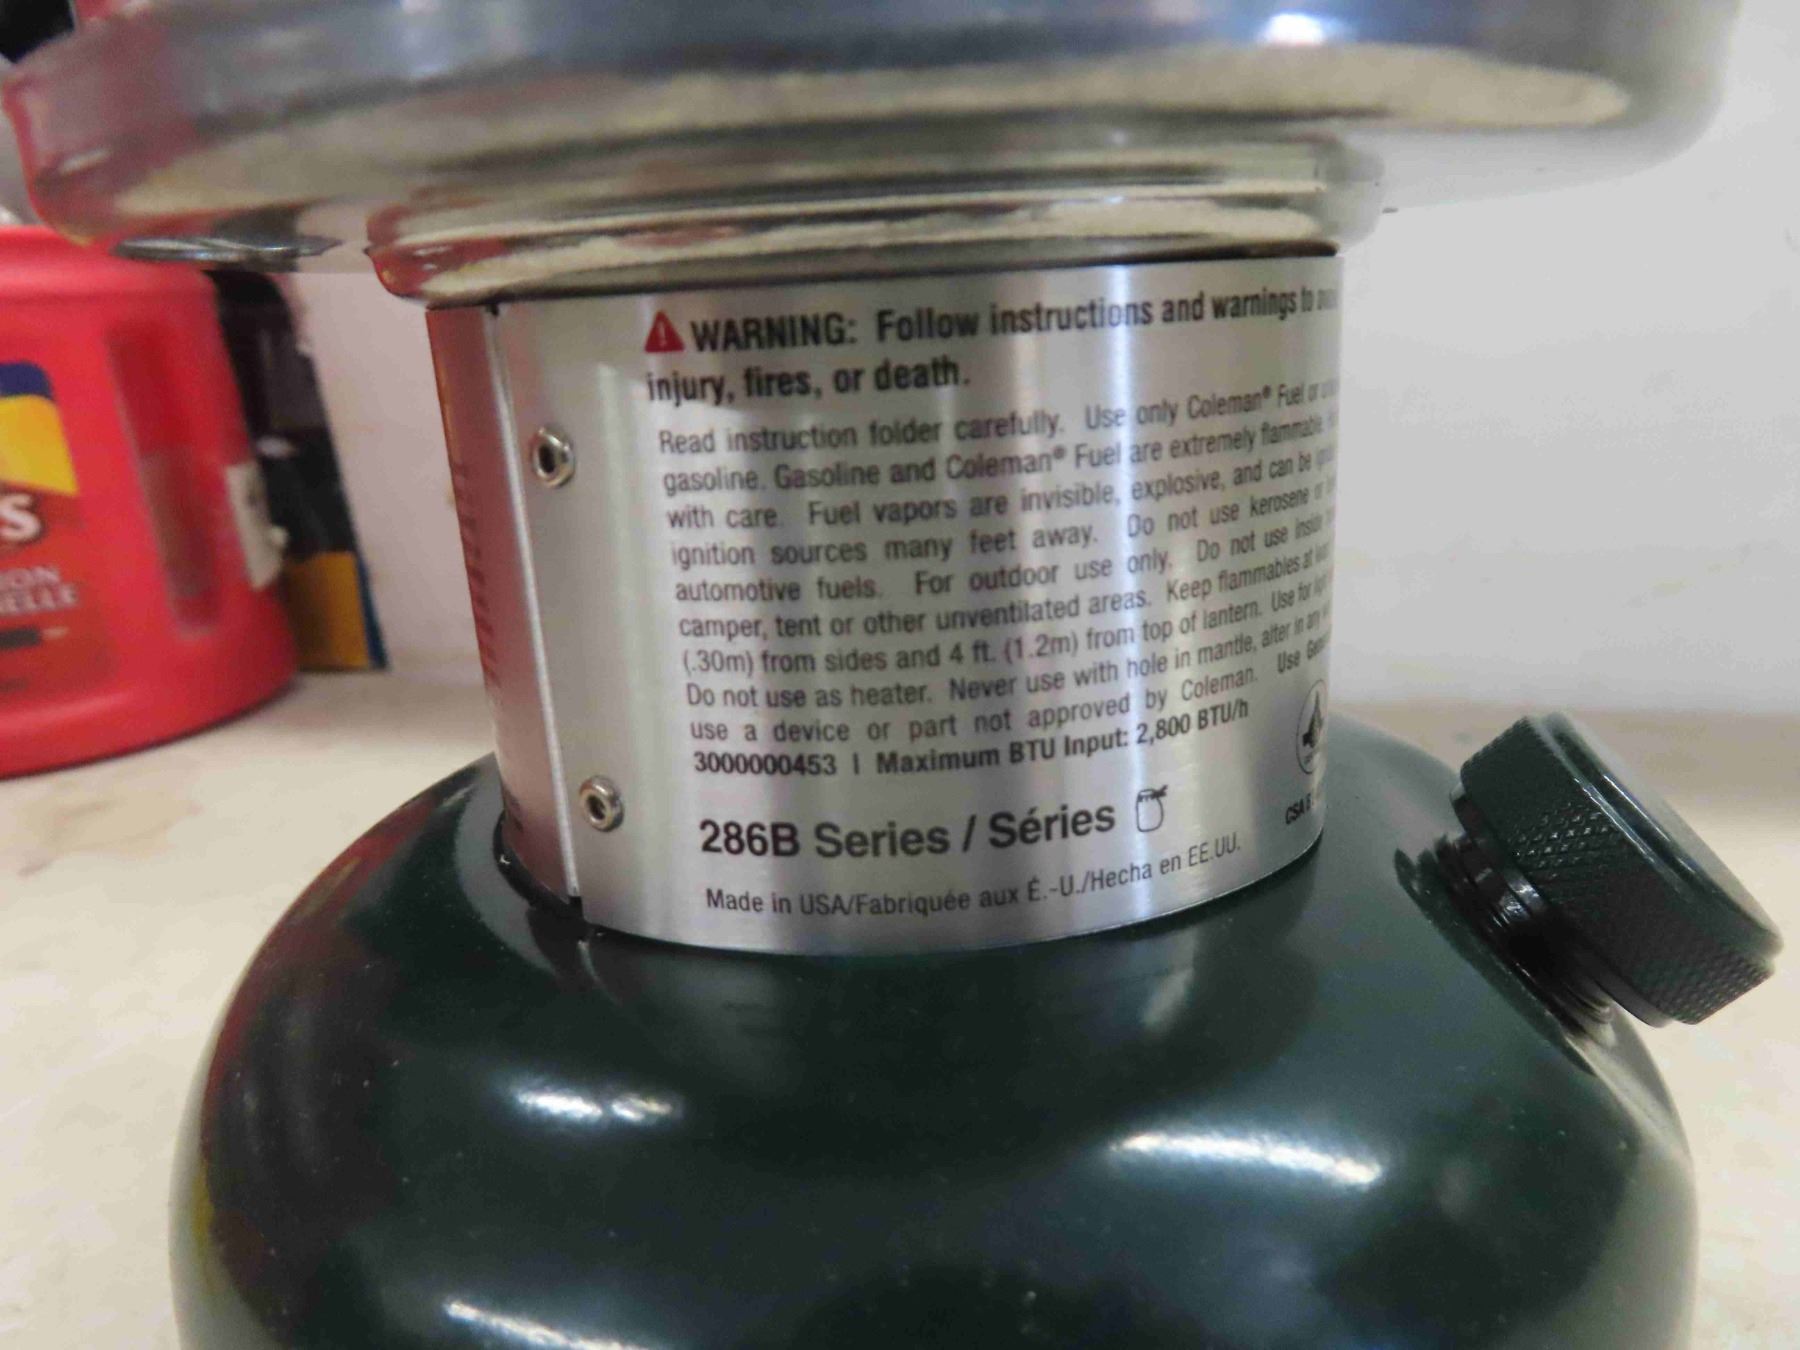 WARNING: Follow instructions and warnings to
injury, fires, or death.
Read instruction folder carefully. Use only Coleman® Fuel or
gasoline. Gasoline and Coleman® Fuel are extremely flammable.
with care. Fuel vapors are invisible, explosive, and can be
ignition sources many feet away. Do not use kerosene or
automotive fuels. For outdoor use only. Do not use inside
camper, tent or other unventilated areas. Keep flammables at
(.30m) from sides and 4 ft. (1.2m) from top of lantern. Use for
Do not use as heater. Never use with hole in mantle, alter in any
use a device or part not approved by Coleman. Use
3000000453 | Maximum BTU Input: 2,800 BTU/h
286B Series / Séries
CSA
Made in USA/Fabriquée aux É.-U./Hecha en EE.UU.